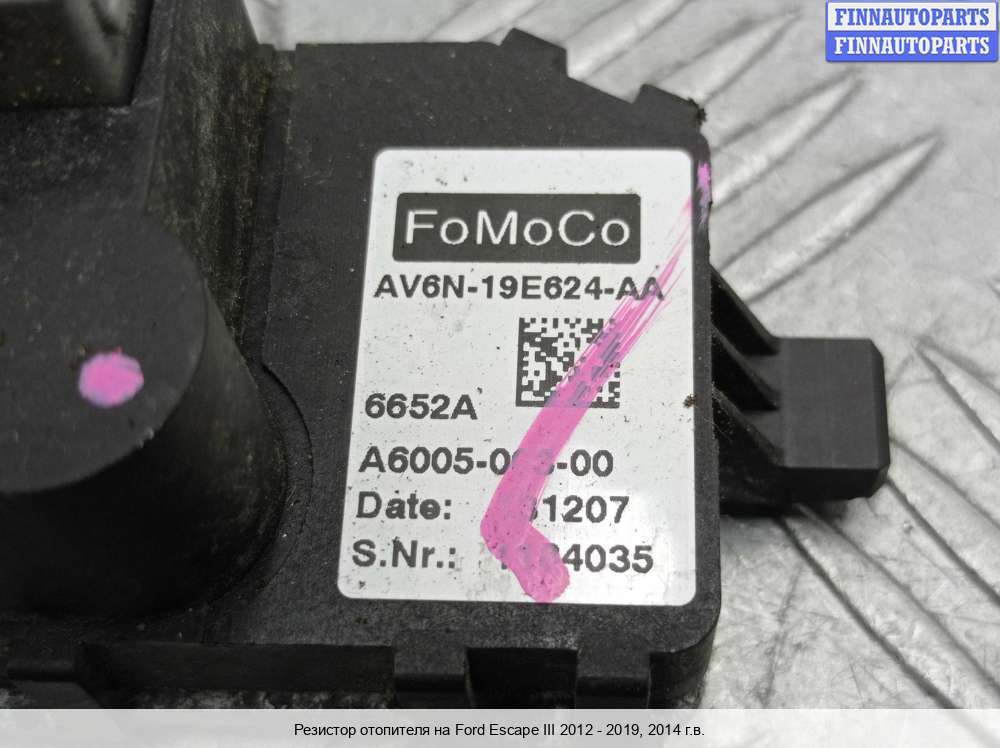 FINNAUTOPARTS
FINNAUTOPARTS
FoMoCo
AV6N-19E624-AA
6652A
Date:
S.Nr.:
Резистор отопителя на Ford Escape III 2012 - 2019, 2014 г.в.